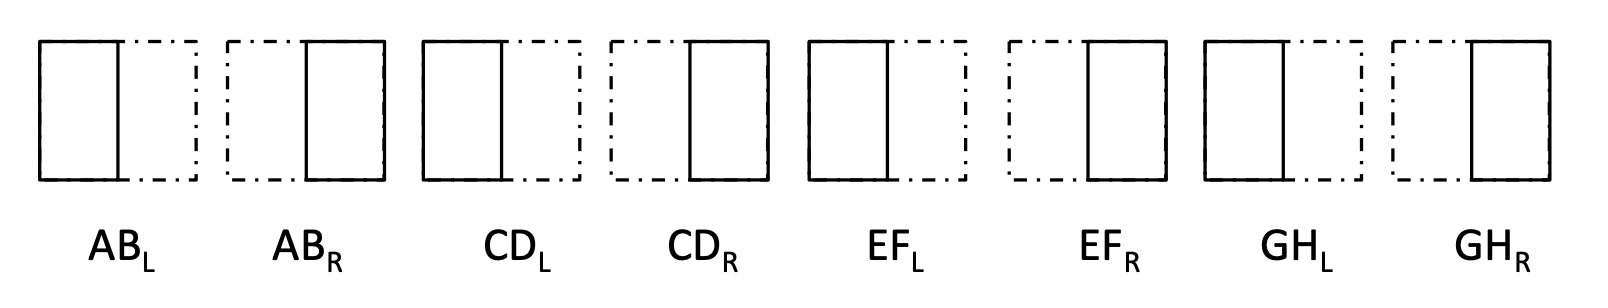 AB_L AB_R CD_L CD_R EF_L EF_R GH_L GH_R